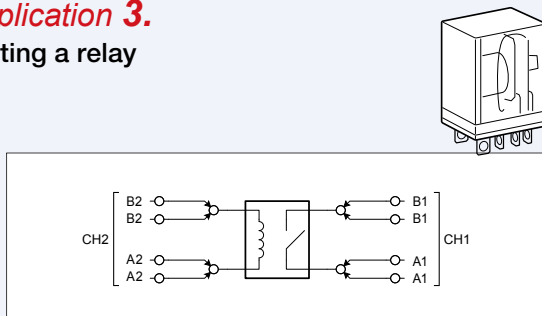 plication 3.
ting a relay
B2
B2
CH2
A2
A2
B1
B1
CH1
A1
A1